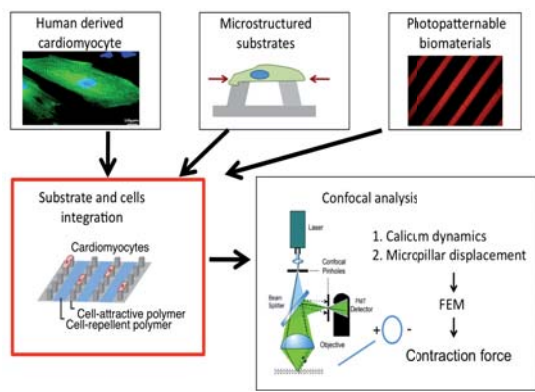 Human derived
cardiomyocyte
Microstructured
substrates
Photopatternable
biomaterials
Substrate and cells
integration
Cardiomyocytes
Cell-attractive polymer
Cell-repellent polymer
Confocal analysis
Laser
Confocal
Pinholes
Beam
Splitter
PMT
Detector
Objective
1. Calicum dynamics
2. Micropillar displacement
FEM
+ -
Contraction force